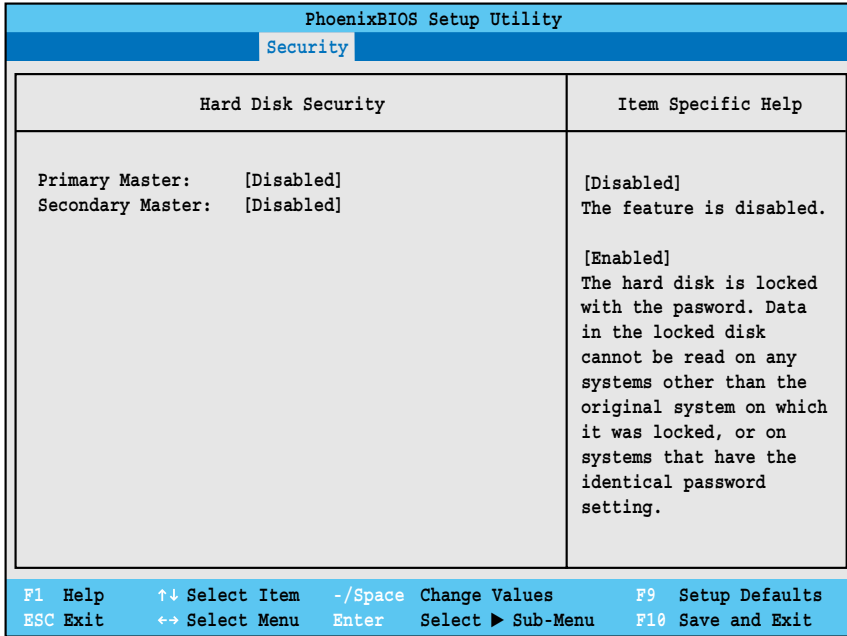 PhoenixBIOS Setup Utility
Security
Hard Disk Security
Item Specific Help
Primary Master: [Disabled]
Secondary Master: [Disabled]
[Disabled]
The feature is disabled.
[Enabled]
The hard disk is locked
with the pasword. Data
in the locked disk
cannot be read on any
systems other than the
original system on which
it was locked, or on
systems that have the
identical password
setting.
F1 Help ↑↓ Select Item -/Space Change Values F9 Setup Defaults
ESC Exit ←→ Select Menu Enter Select ▶ Sub-Menu F10 Save and Exit